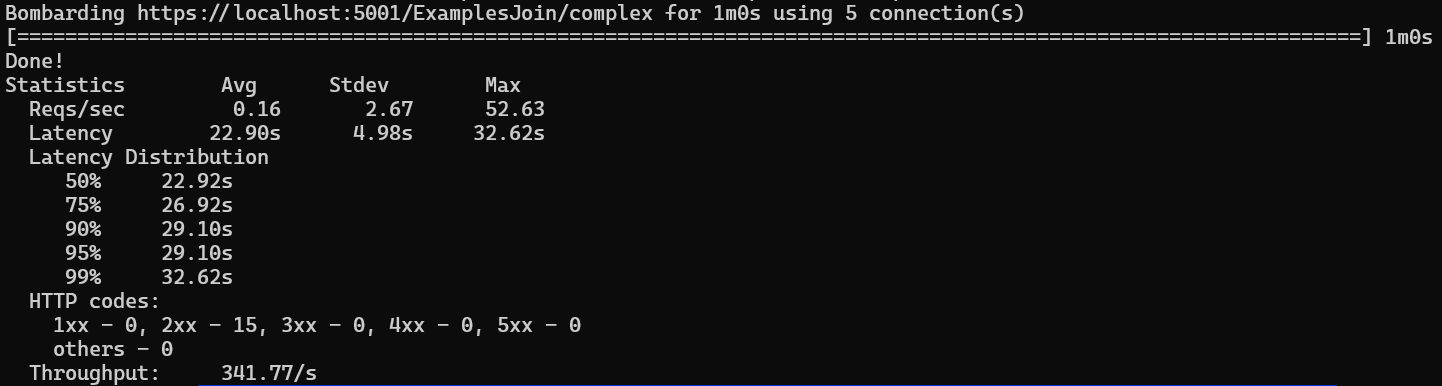 Bombarding https://localhost:5001/ExamplesJoin/complex for 1m0s using 5 connection(s)
[================================================================================================================] 1m0s
Done!
Statistics        Avg      Stdev        Max
  Reqs/sec         0.16       2.67      52.63
  Latency       22.90s      4.98s     32.62s
  Latency Distribution
     50%     22.92s
     75%     26.92s
     90%     29.10s
     95%     29.10s
     99%     32.62s
  HTTP codes:
    1xx - 0, 2xx - 15, 3xx - 0, 4xx - 0, 5xx - 0
    others - 0
  Throughput:     341.77/s